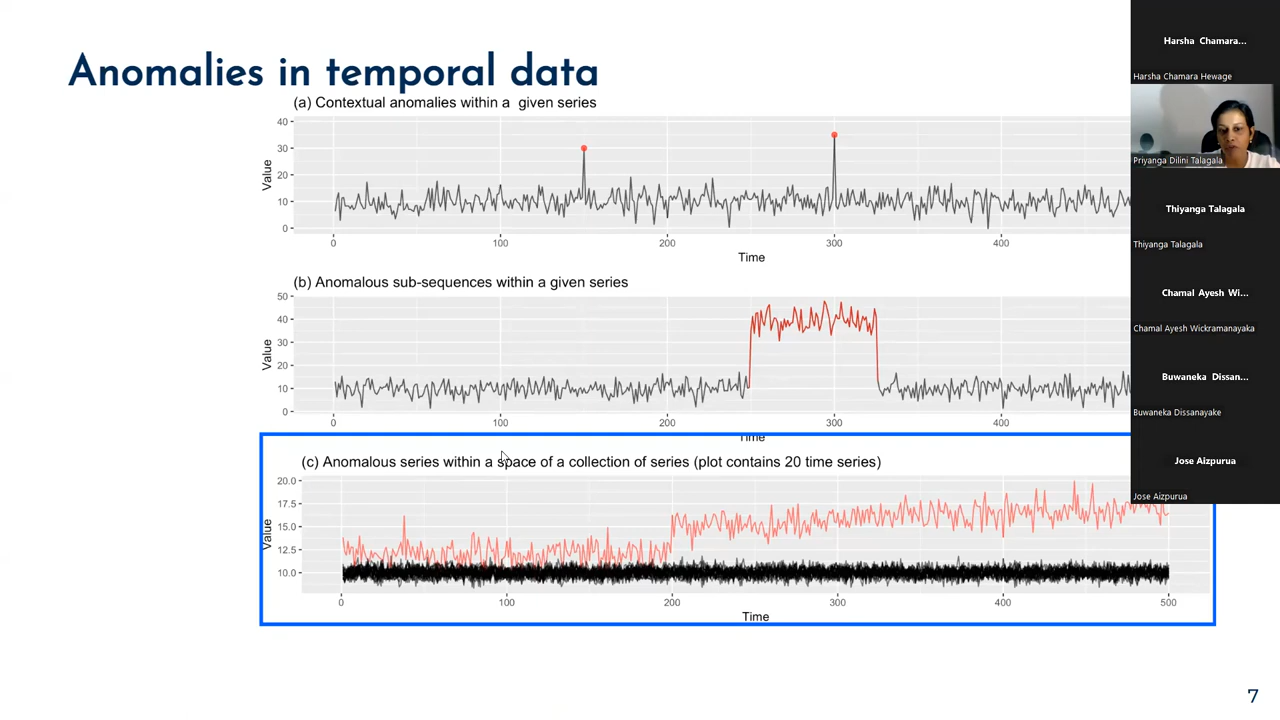 Anomalies in temporal data
(a) Contextual anomalies within a given series
40
30
20
10
0
Value
0 100 200 300 400
Time
(b) Anomalous sub-sequences within a given series
50
40
30
20
10
0
Value
0 100 200 300 400
Time
(c) Anomalous series within a space of a collection of series (plot contains 20 time series)
20.0
17.5
15.0
12.5
10.0
Value
0 100 200 300 400 500
Time
Harsha Chamara...
Harsha Chamara Hewage
Priyanga Dilini Talagala
Thiyanga Talagala
Thiyanga Talagala
Chamal Ayesh Wi...
Chamal Ayesh Wickramanayaka
Buwaneka Dissan...
Buwaneka Dissanayake
Jose Aizpurua
Jose Aizpurua
7